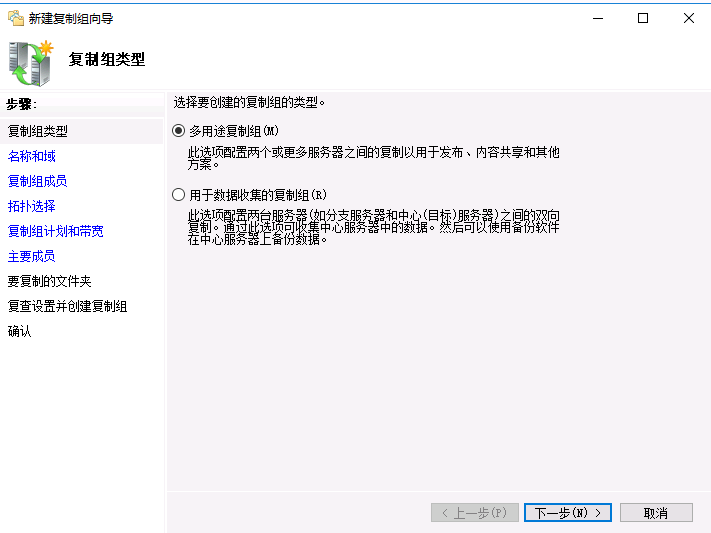 新建复制组向导
复制组类型
步骤:
选择要创建的复制组的类型。
复制组类型
名称和域
复制组成员
拓扑选择
复制组计划和带宽
主要成员
要复制的文件夹
复查设置并创建复制组
确认
多用途复制组(M)
此选项配置两个或更多服务器之间的复制以用于发布、内容共享和其他
方案。
用于数据收集的复制组(R)
此选项配置两台服务器(如分支服务器和中心(目标)服务器)之间的双向
复制。通过此选项可收集中心服务器中的数据。然后可以使用备份软件
在中心服务器上备份数据。
< 上一步(P)
下一步(N) >
取消